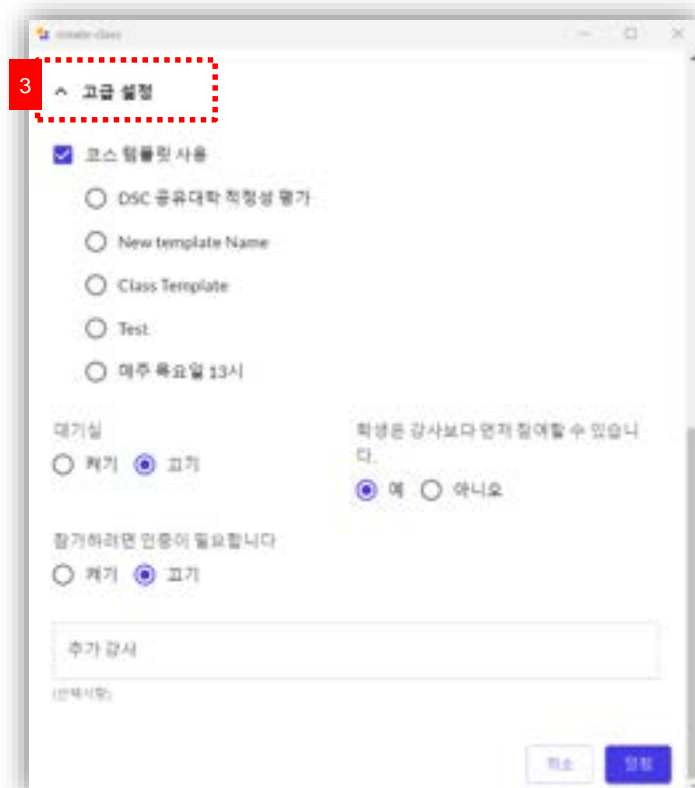 create-class
3
고급 설정
코스 템플릿 사용
DSC 공유대학 적정성 평가
New template Name
Class Template
Test
매주 목요일 13시
대기실
켜기 끄기
학생은 강사보다 먼저 참여할 수 있습니
다.
예 아니오
참가하려면 인증이 필요합니다
켜기 끄기
추가 강사
(선택사항)
취소